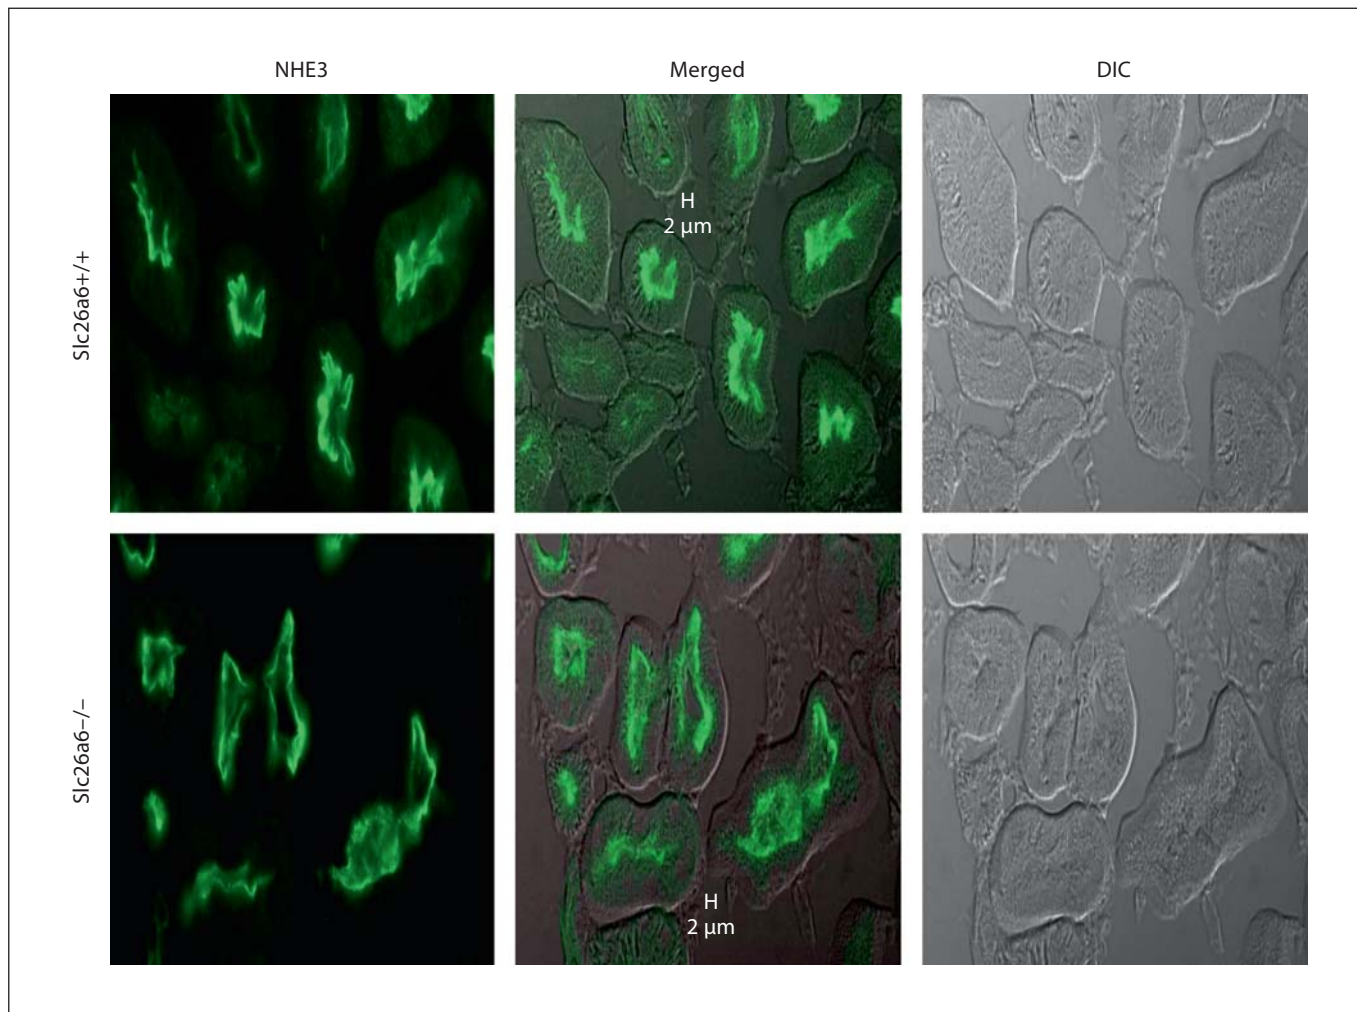 NHE3
Merged
DIC
Slc26a6+/+
H
2 μm
Slc26a6–/–
H
2 μm